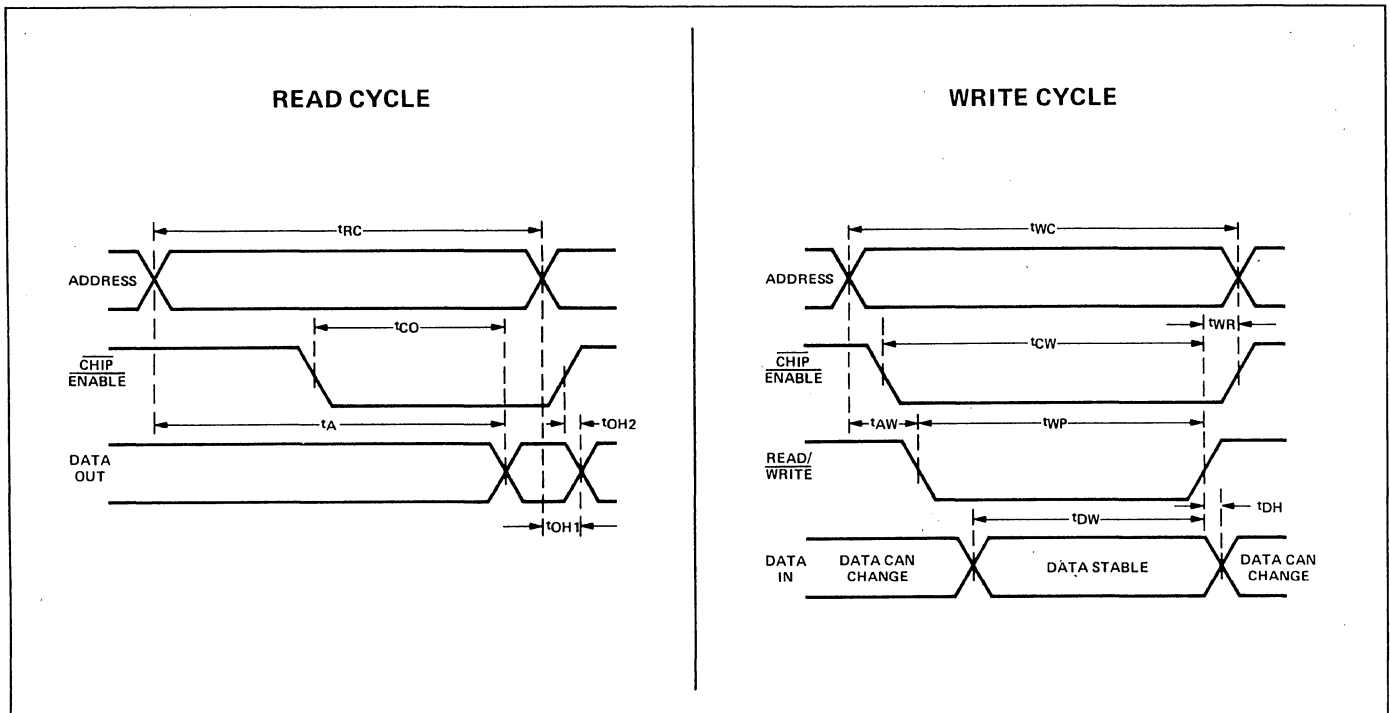 READ CYCLE
tRC
ADDRESS
tCO
CHIP
ENABLE
tA
tOH2
DATA
OUT
tOH1
WRITE CYCLE
tWC
ADDRESS
tWR
tCW
CHIP
ENABLE
tAW
tWP
READ/
WRITE
tDH
tDW
DATA
IN
DATA CAN
CHANGE
DATA STABLE
DATA CAN
CHANGE